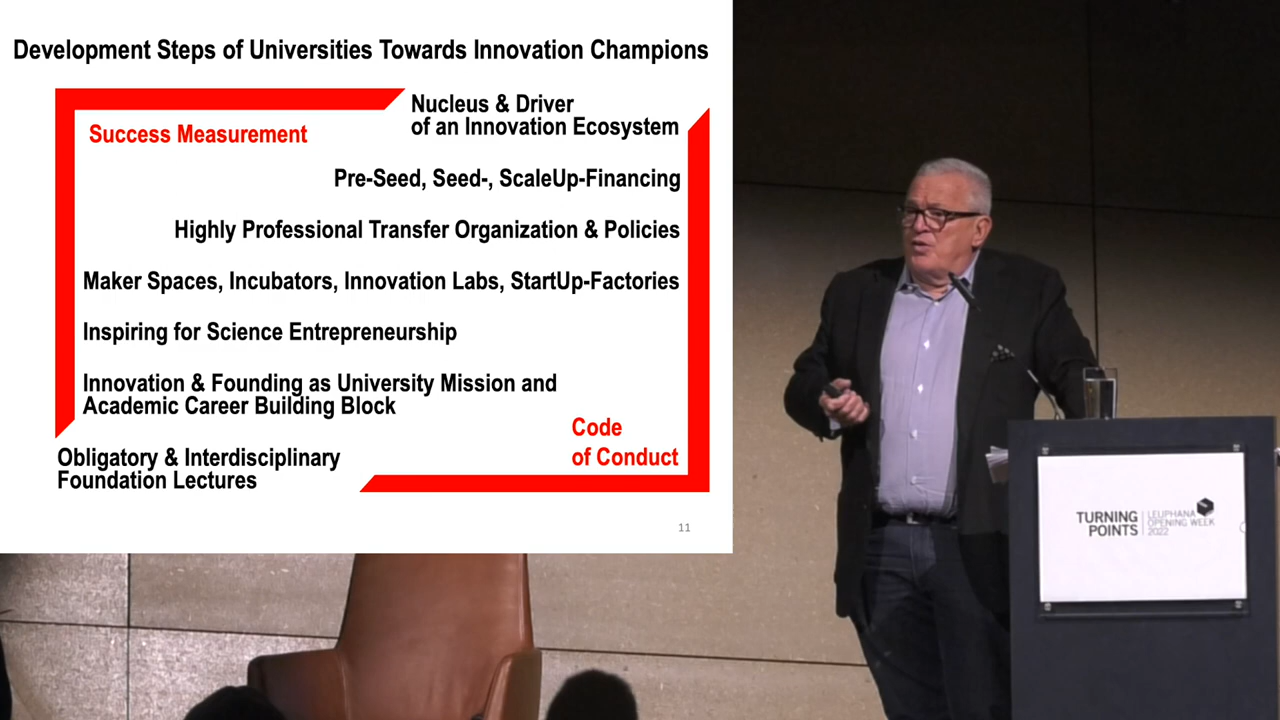 Development Steps of Universities Towards Innovation Champions
Nucleus & Driver
of an Innovation Ecosystem
Success Measurement
Pre-Seed, Seed-, ScaleUp-Financing
Highly Professional Transfer Organization & Policies
Maker Spaces, Incubators, Innovation Labs, StartUp-Factories
Inspiring for Science Entrepreneurship
Innovation & Founding as University Mission and
Academic Career Building Block
Code
of Conduct
Obligatory & Interdisciplinary
Foundation Lectures
11
TURNING
POINTS
LEUPHANA
OPENING WEEK
2022